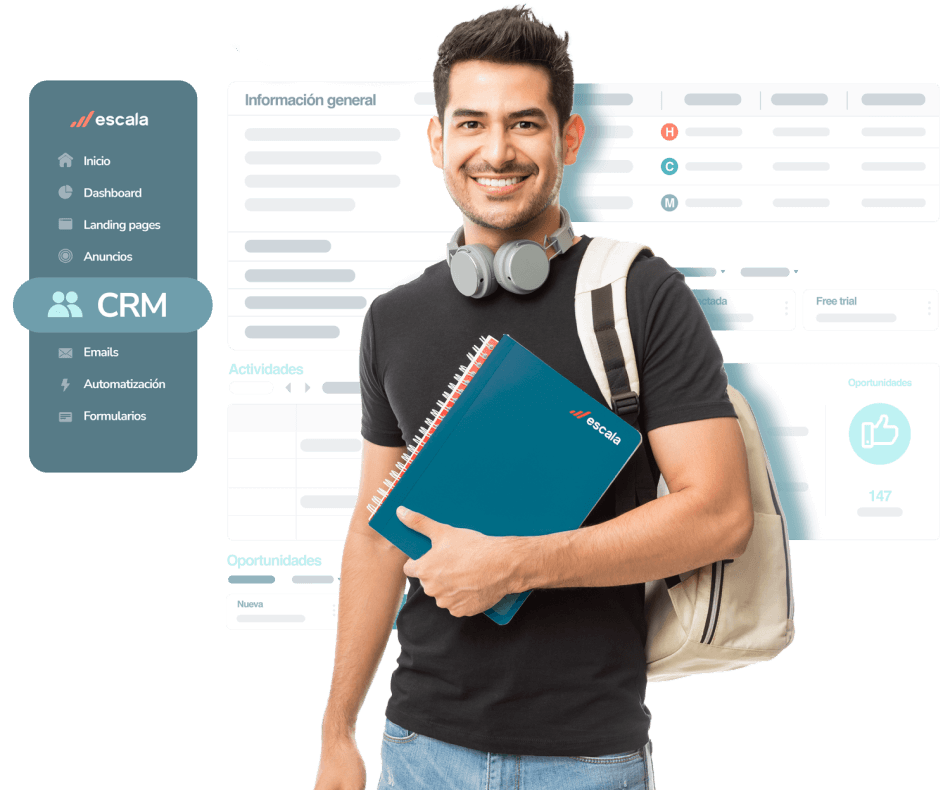 escala
Inicio
Dashboard
Landing pages
Anuncios
CRM
Emails
Automatización
Formularios
Información general
H
C
M
Free trial
Actividades
Oportunidades
147
escala
Oportunidades
Nueva